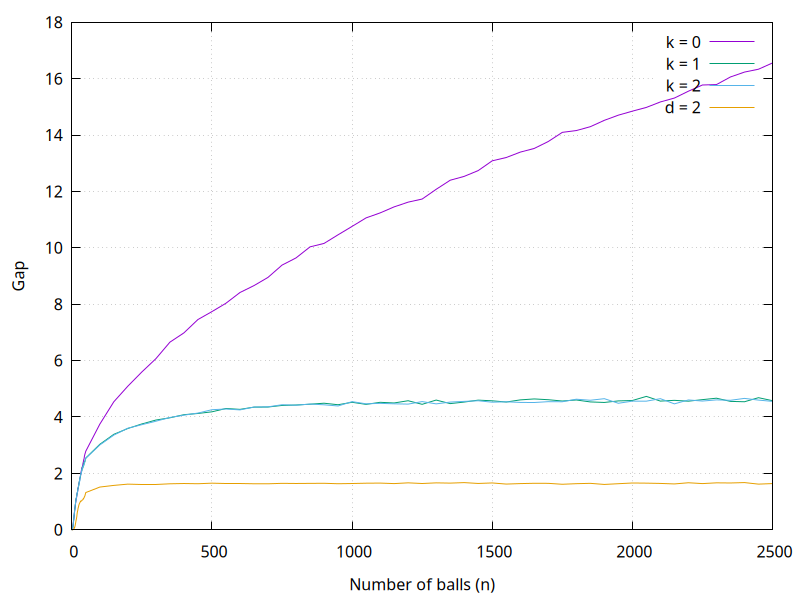 18
16
14
12
10
8
6
4
2
0
k = 0
k = 1
k = 2
d = 2
Gap
0 500 1000 1500 2000 2500
Number of balls (n)